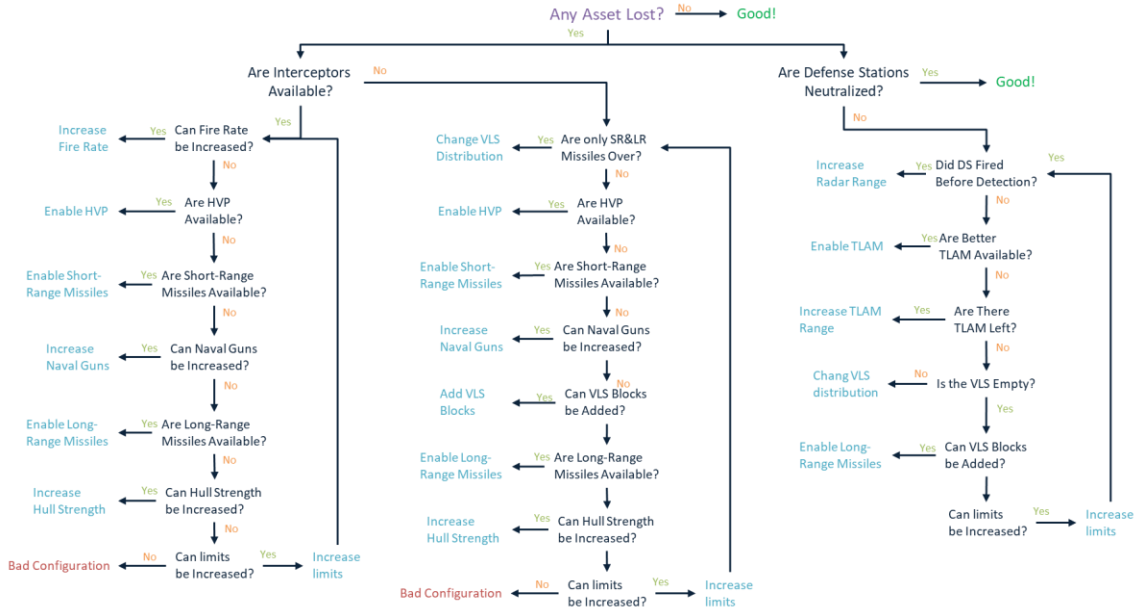 Any Asset Lost?
No
Good!
Yes
Are Interceptors
Available?
No
Yes
Increase
Fire Rate
Yes
Can Fire Rate
be Increased?
No
Enable HVP
Yes
Are HVP
Available?
No
Enable Short-
Range Missiles
Yes
Are Short-Range
Missiles Available?
No
Increase
Naval Guns
Yes
Can Naval Guns
be Increased?
No
Enable Long-
Range Missiles
Yes
Are Long-Range
Missiles Available?
No
Increase
Hull Strength
Yes
Can Hull Strength
be Increased?
No
Bad Configuration
No
Can limits
be Increased?
Yes
Increase
limits
Change VLS
Distribution
Yes
Are only SR&LR
Missiles Over?
No
Enable HVP
Yes
Are HVP
Available?
No
Enable Short-
Range Missiles
Yes
Are Short-Range
Missiles Available?
No
Increase
Naval Guns
Yes
Can Naval Guns
be Increased?
No
Add VLS
Blocks
Yes
Can VLS Blocks
be Added?
Enable Long-
Range Missiles
Yes
Are Long-Range
Missiles Available?
Increase
Hull Strength
Yes
Can Hull Strength
be Increased?
Bad Configuration
No
Can limits
be Increased?
Yes
Increase
limits
Are Defense Stations
Neutralized?
Yes
Good!
No
Increase
Radar Range
Yes
Did DS Fired
Before Detection?
Yes
No
Enable TLAM
Yes
Are Better
TLAM Available?
No
Increase TLAM
Range
Yes
Are There
TLAM Left?
No
Chang VLS
distribution
No
Is the VLS Empty?
Yes
Enable Long-
Range Missiles
Yes
Can VLS Blocks
be Added?
Can limits
be Increased?
Yes
Increase
limits